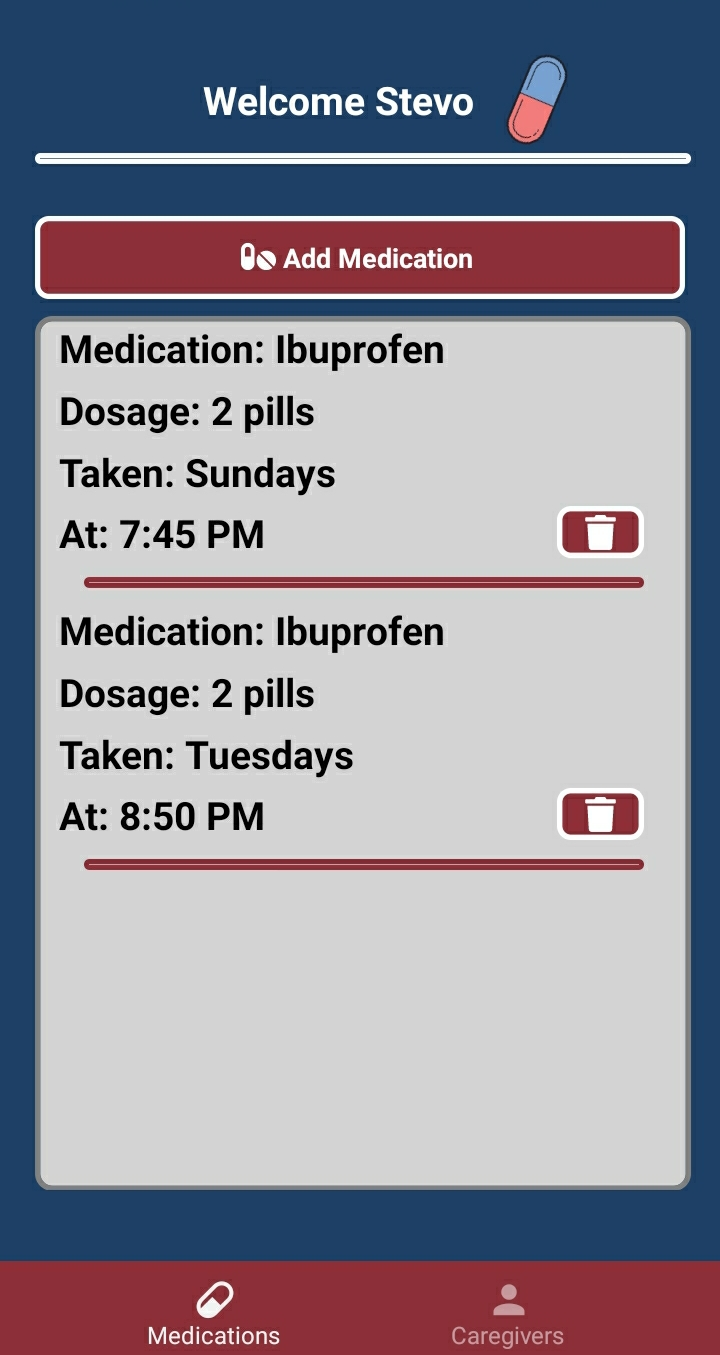 Welcome Stevo
Add Medication
Medication: Ibuprofen
Dosage: 2 pills
Taken: Sundays
At: 7:45 PM
Medication: Ibuprofen
Dosage: 2 pills
Taken: Tuesdays
At: 8:50 PM
Medications
Caregivers